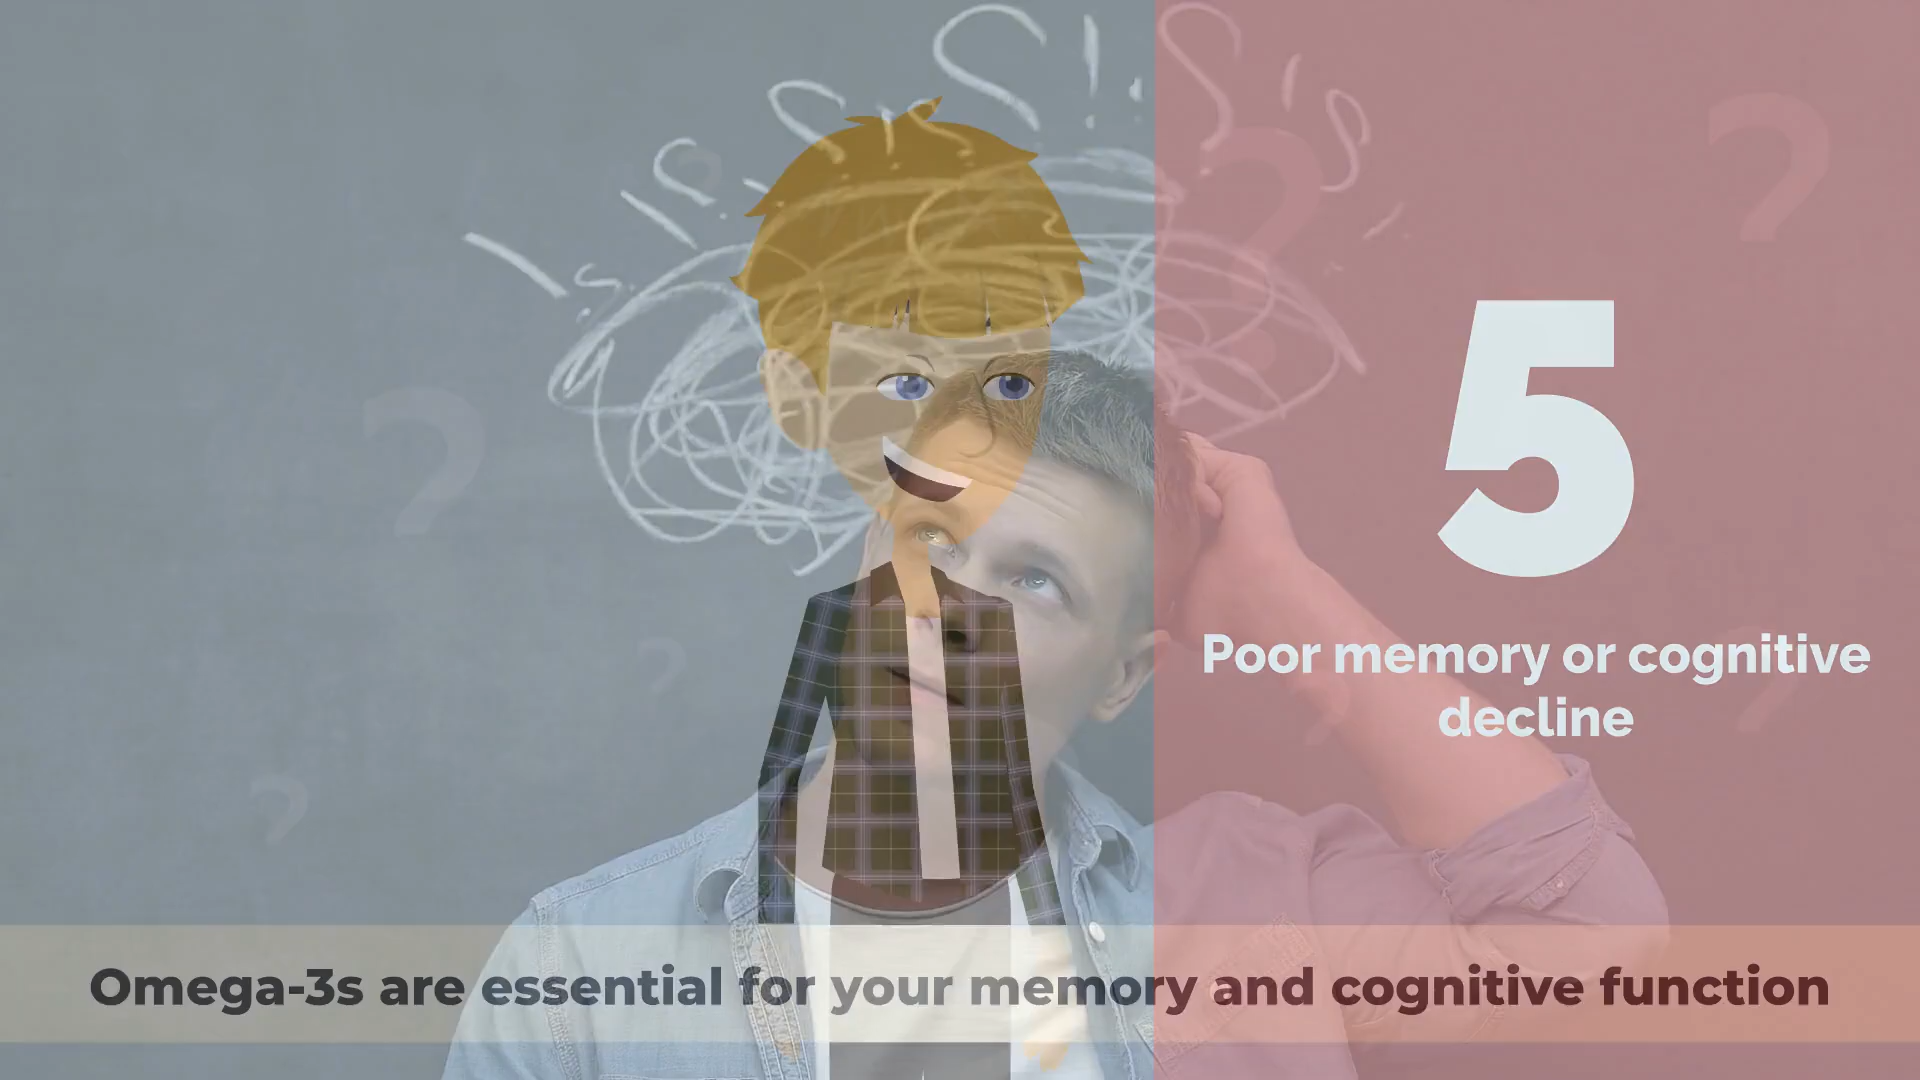 5
Poor memory or cognitive
decline
Omega-3s are essential for your memory and cognitive function